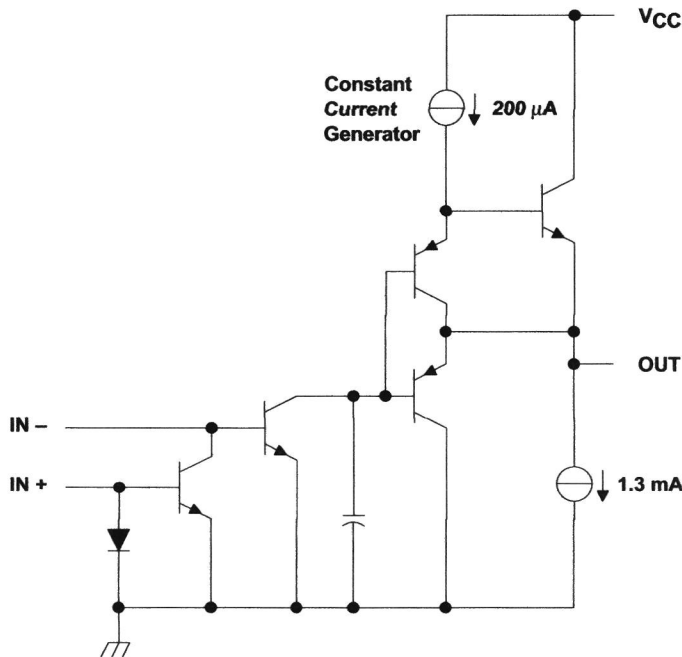 VCC
Constant
Current
Generator
200 μA
OUT
IN –
IN +
1.3 mA